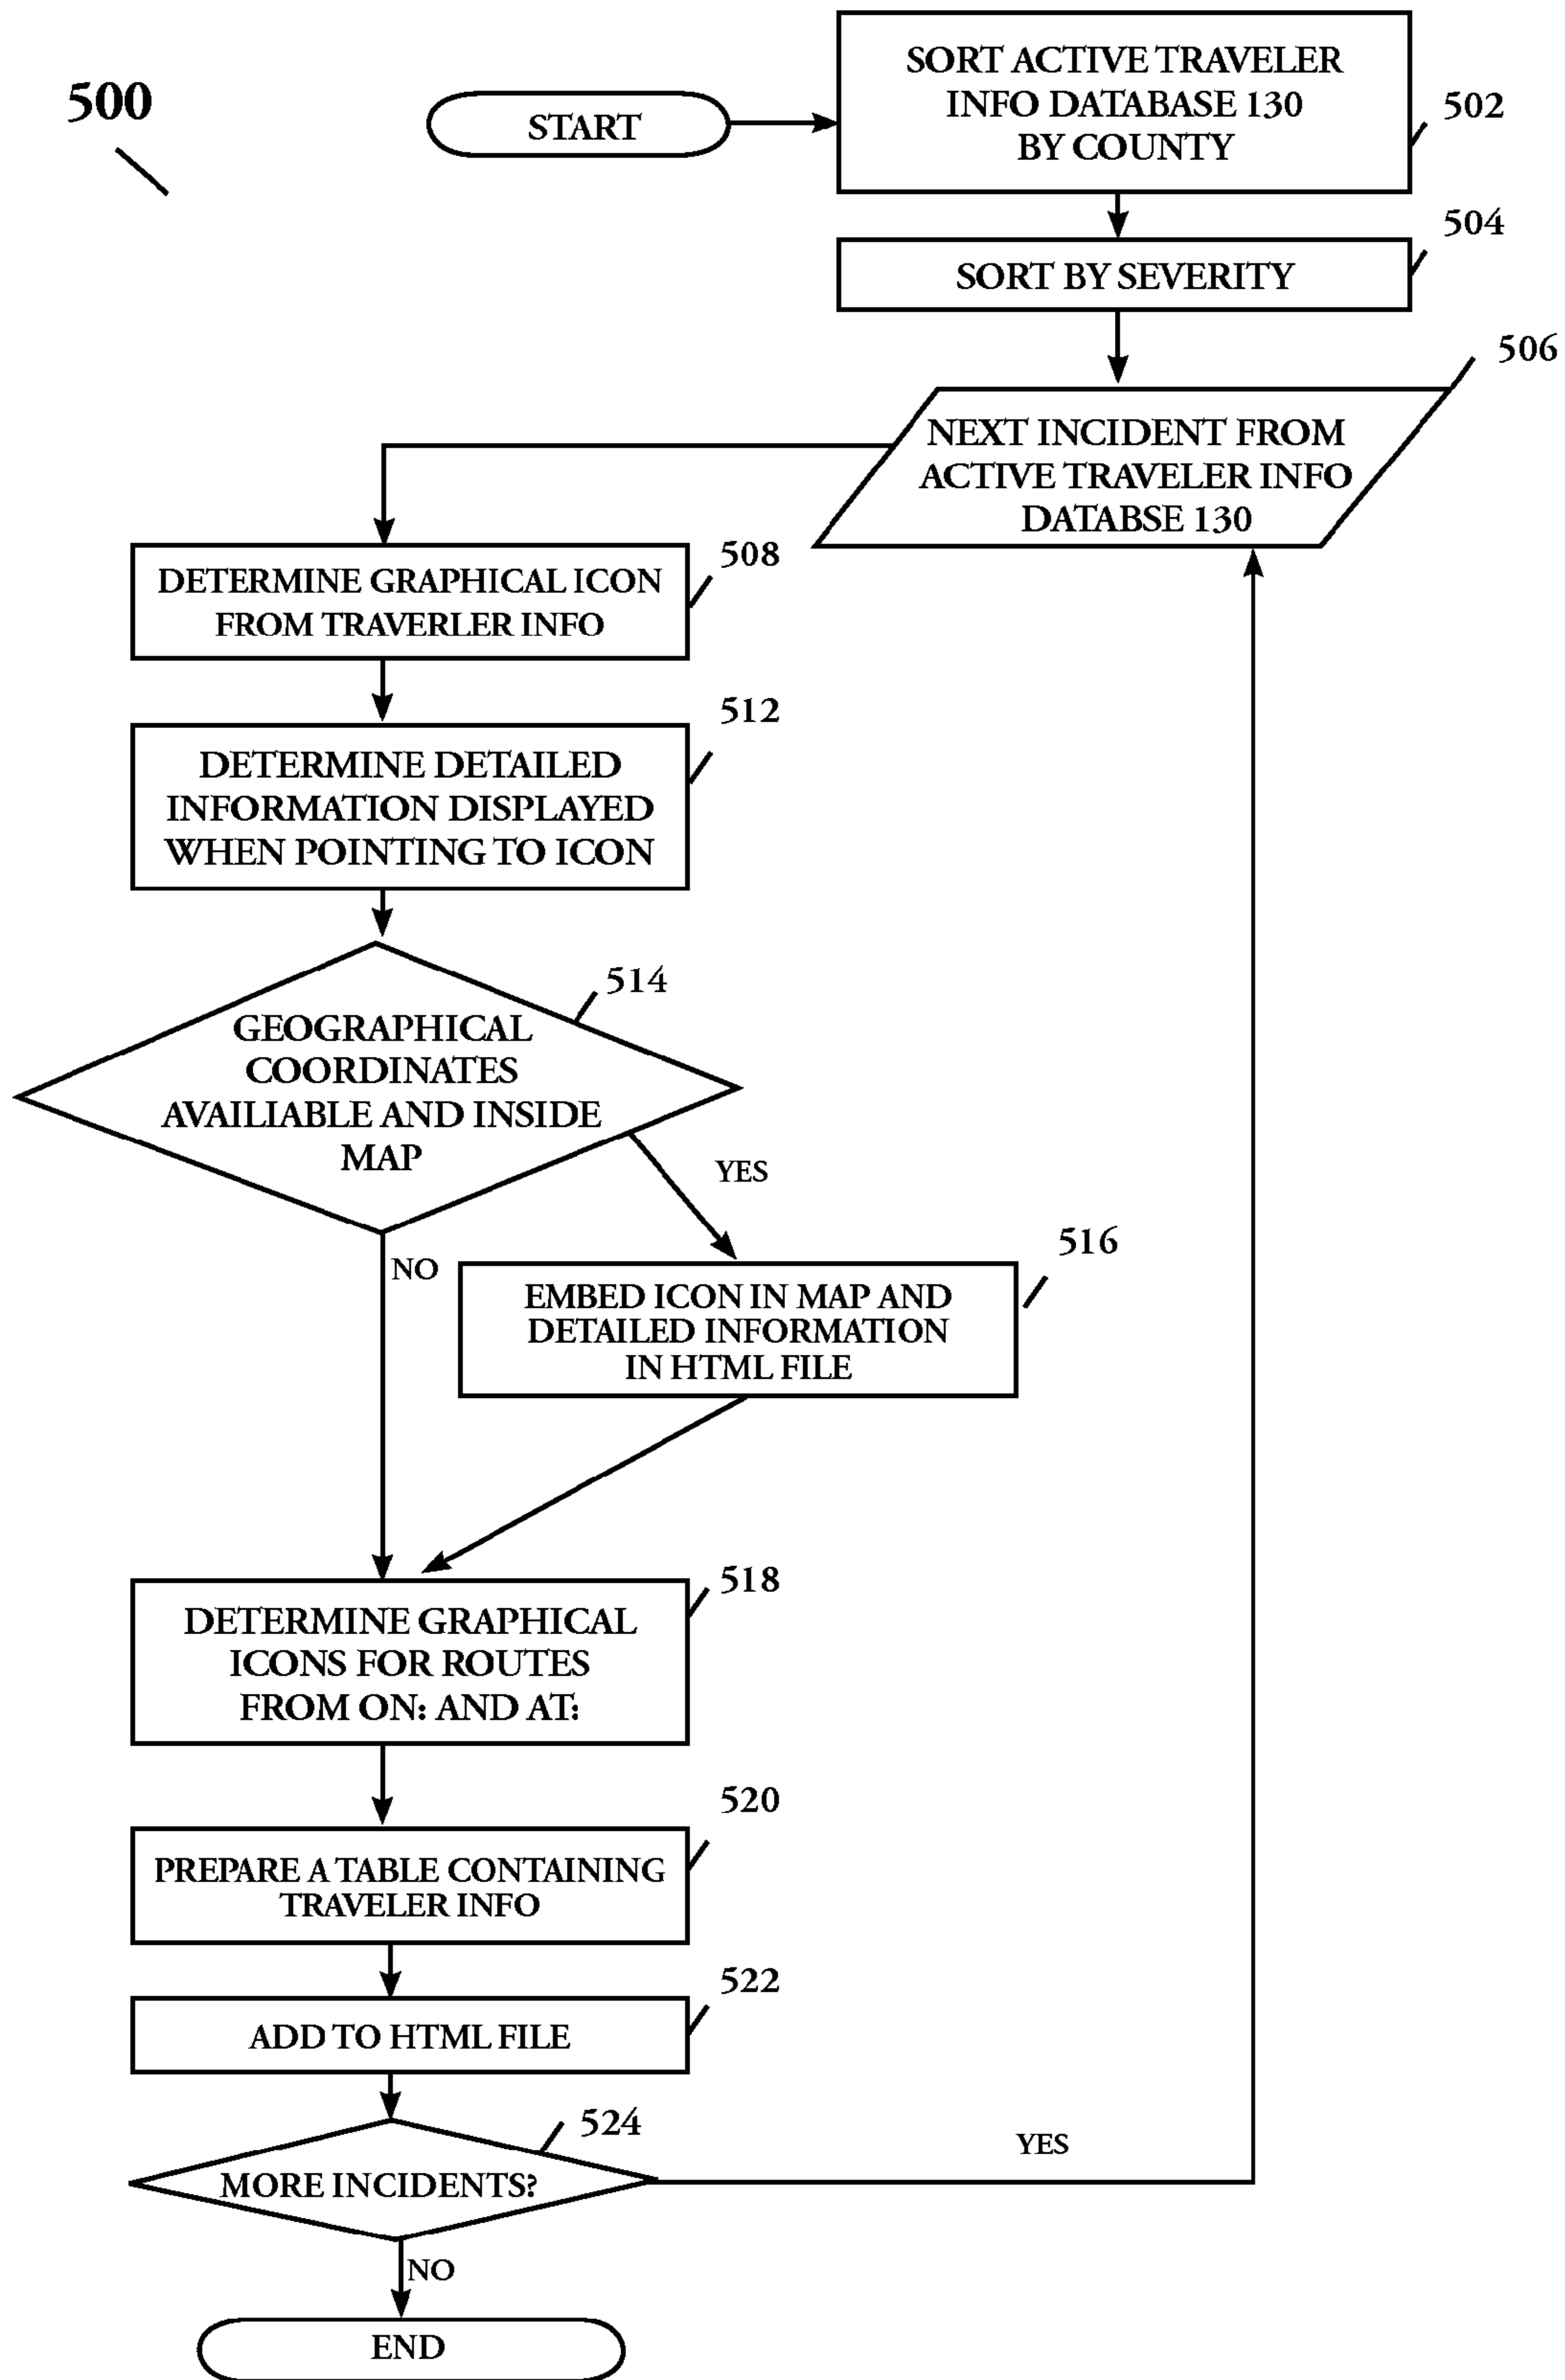 500
START
SORT ACTIVE TRAVELER
INFO DATABASE 130
BY COUNTY
502
504
SORT BY SEVERITY
506
NEXT INCIDENT FROM
ACTIVE TRAVELER INFO
DATABSE 130
508
DETERMINE GRAPHICAL ICON
FROM TRAVERLER INFO
512
DETERMINE DETAILED
INFORMATION DISPLAYED
WHEN POINTING TO ICON
514
GEOGRAPHICAL
COORDINATES
AVAILIABLE AND INSIDE
MAP
YES
NO
516
EMBED ICON IN MAP AND
DETAILED INFORMATION
IN HTML FILE
518
DETERMINE GRAPHICAL
ICONS FOR ROUTES
FROM ON: AND AT:
520
PREPARE A TABLE CONTAINING
TRAVELER INFO
522
ADD TO HTML FILE
524
MORE INCIDENTS?
YES
NO
END